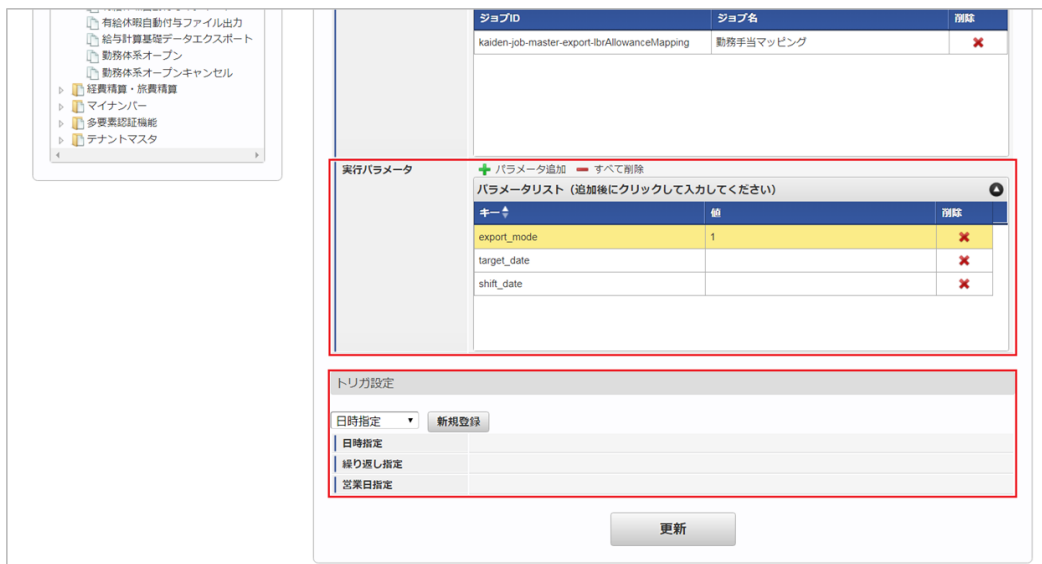 有給休暇自動付与ファイル出力
給与計算基礎データエクスポート
勤務体系オープン
勤務体系オープンキャンセル
経費精算・旅費精算
マイナンバー
多要素認証機能
テナントマスタ
ジョブID ジョブ名 削除
kaiden-job-master-export-lbrAllowanceMapping 勤務手当マッピング
実行パラメータ パラメータ追加 すべて削除
パラメータリスト（追加後にクリックして入力してください）
キー 値 削除
export_mode 1
target_date
shift_date
トリガ設定
日時指定 新規登録
日時指定
繰り返し指定
営業日指定
更新